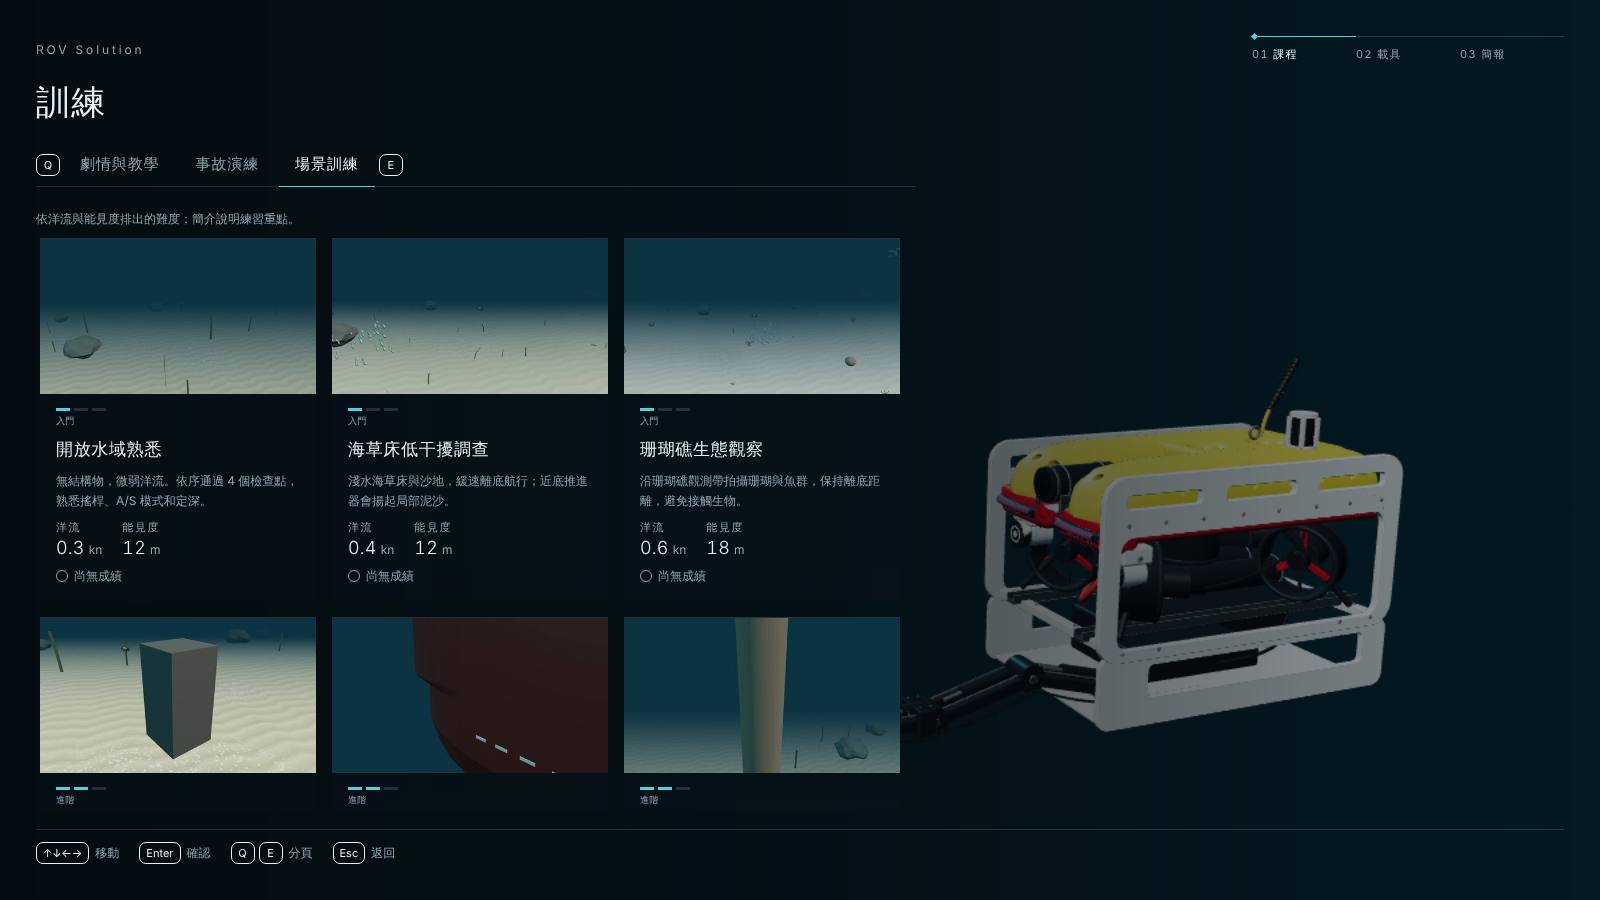 ROV Solution
01 課程
02 載具
03 簡報
訓練
Q 劇情與教學 事故演練 場景訓練 E
依洋流與能見度排出的難度；簡介說明練習重點。
入門
開放水域熟悉
無結構物，微弱洋流。依序通過 4 個檢查點，
熟悉搖桿、A/S 模式和定深。
洋流 能見度
0.3 kn 12 m
尚無成績
入門
海草床低干擾調查
淺水海草床與沙地，緩速離底航行；近底推進
器會揚起局部泥沙。
洋流 能見度
0.4 kn 12 m
尚無成績
入門
珊瑚礁生態觀察
沿珊瑚礁觀測帶拍攝珊瑚與魚群，保持離底距
離，避免接觸生物。
洋流 能見度
0.6 kn 18 m
尚無成績
進階
進階
進階
↑↓←→ 移動 Enter 確認 Q E 分頁 Esc 返回